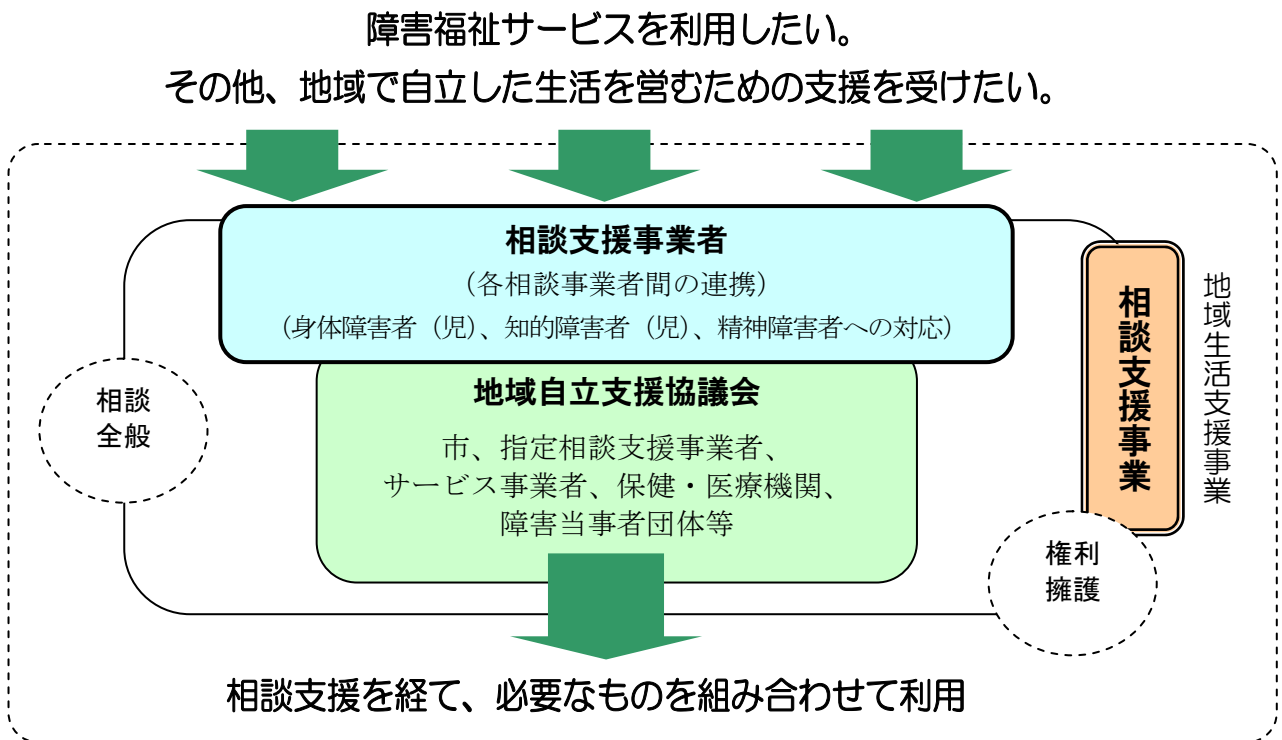 障害福祉サービスを利用したい。
その他、地域で自立した生活を営むための支援を受けたい。
相談支援事業者
（各相談事業者間の連携）
（身体障害者（児）、知的障害者（児）、精神障害者への対応）
地域自立支援協議会
市、指定相談支援事業者、
サービス事業者、保健・医療機関、
障害当事者団体等
相談
全般
相談支援事業
地域生活支援事業
権利
擁護
相談支援を経て、必要なものを組み合わせて利用